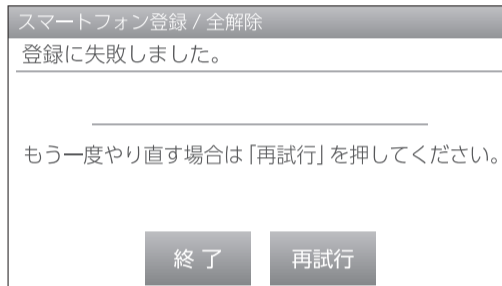 スマートフォン登録 / 全解除
登録に失敗しました。
もう一度やり直す場合は「再試行」を押してください。
終 了
再試行